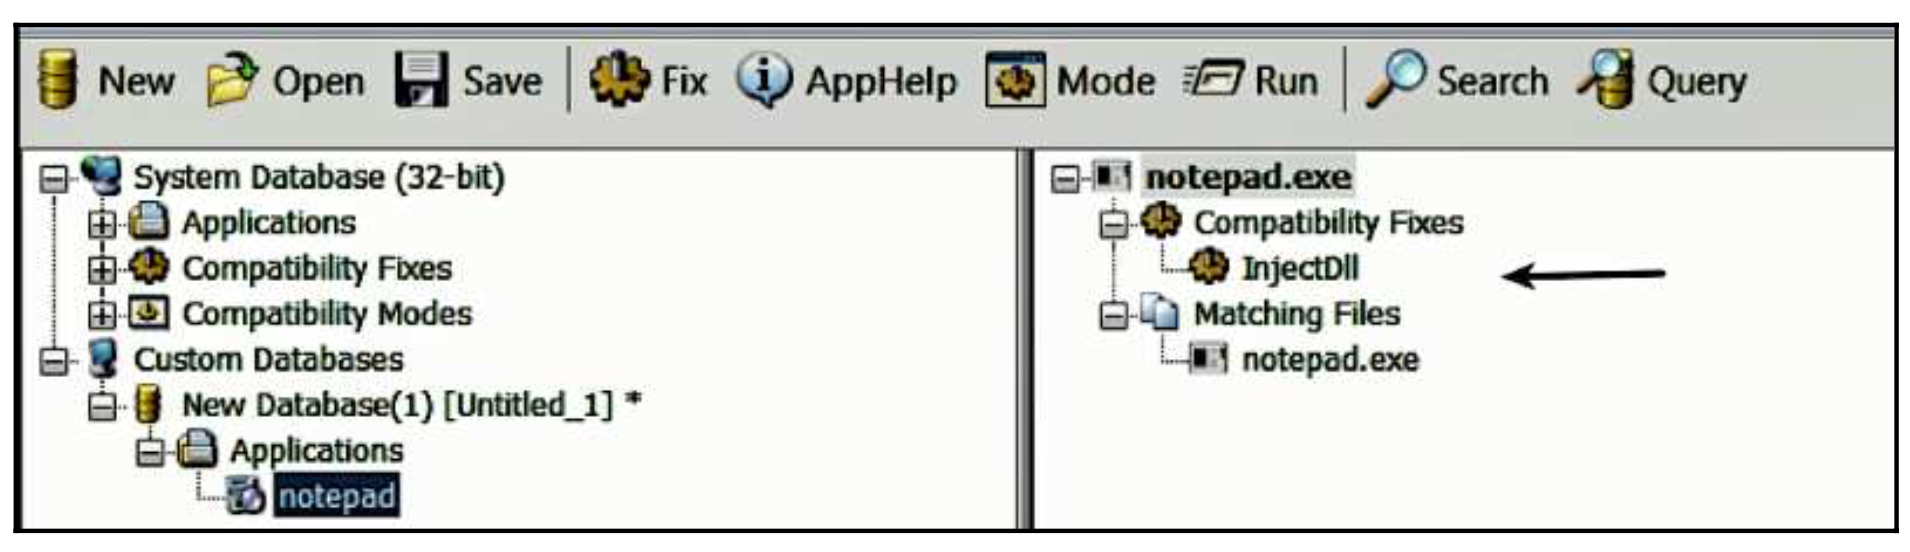 New Open Save Fix AppHelp Mode Run Search Query
System Database (32-bit)
Applications
Compatibility Fixes
Compatibility Modes
Custom Databases
New Database(1) [Untitled_1] *
Applications
notepad
notepad.exe
Compatibility Fixes
InjectDll
Matching Files
notepad.exe